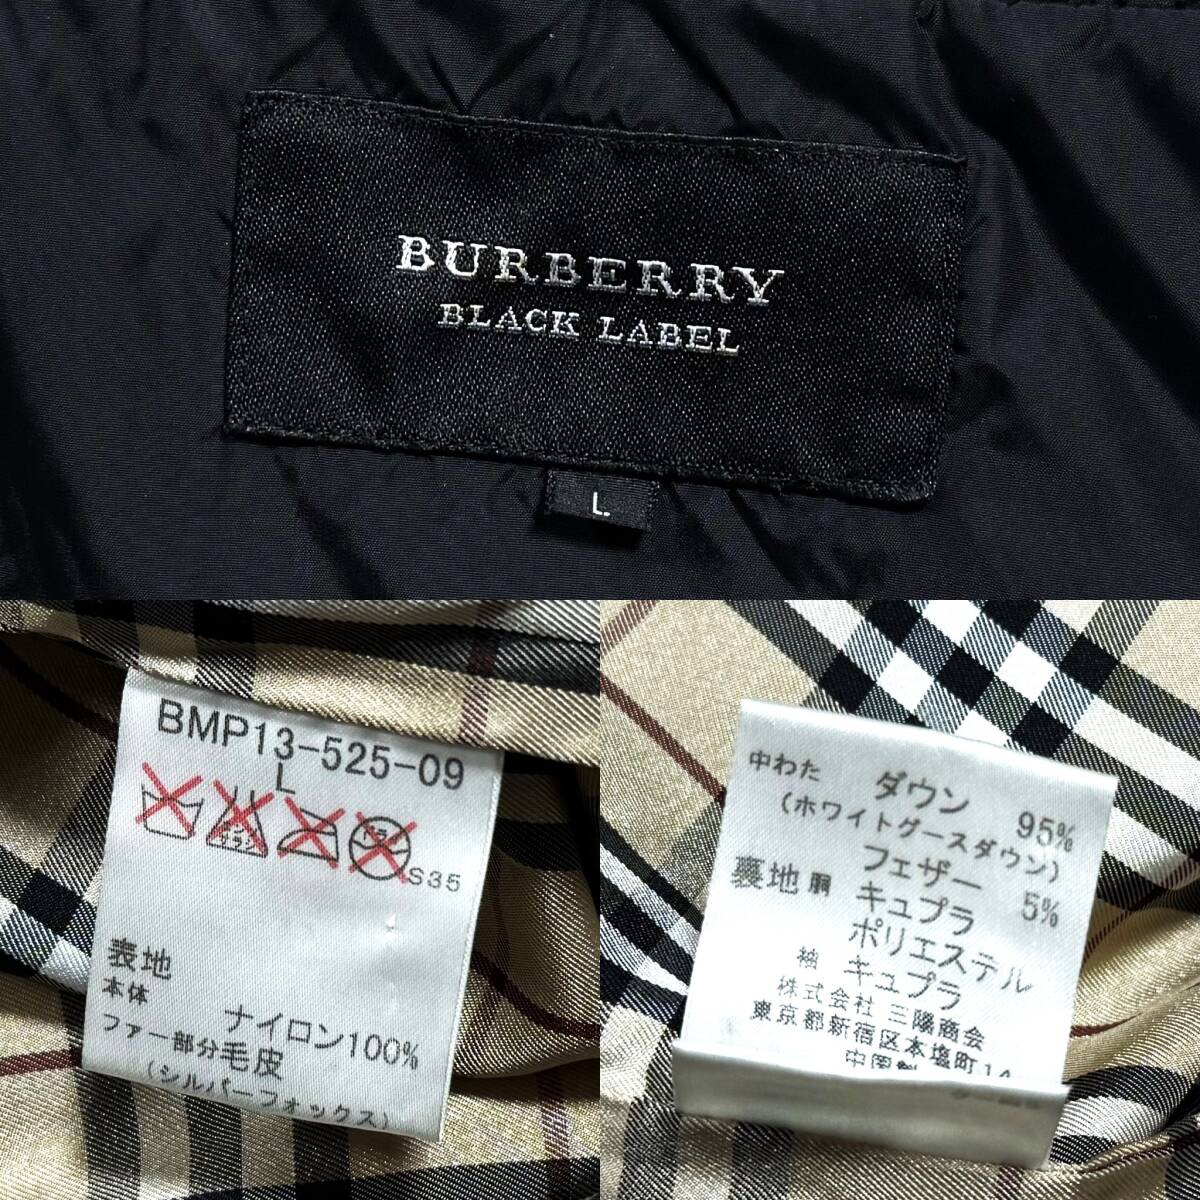 BURBERRY
BLACK LABEL
L.
BMP13-525-09
L
S35
表地
本体
ナイロン100%
ファー部分毛皮
(シルバーフォックス)
中わた ダウン 95%
(ホワイトグースダウン)
フェザー 5%
裏地 胴 キュプラ
ポリエステル
袖 キュプラ
株式会社 三陽商会
東京都新宿区本塩町14
中国製